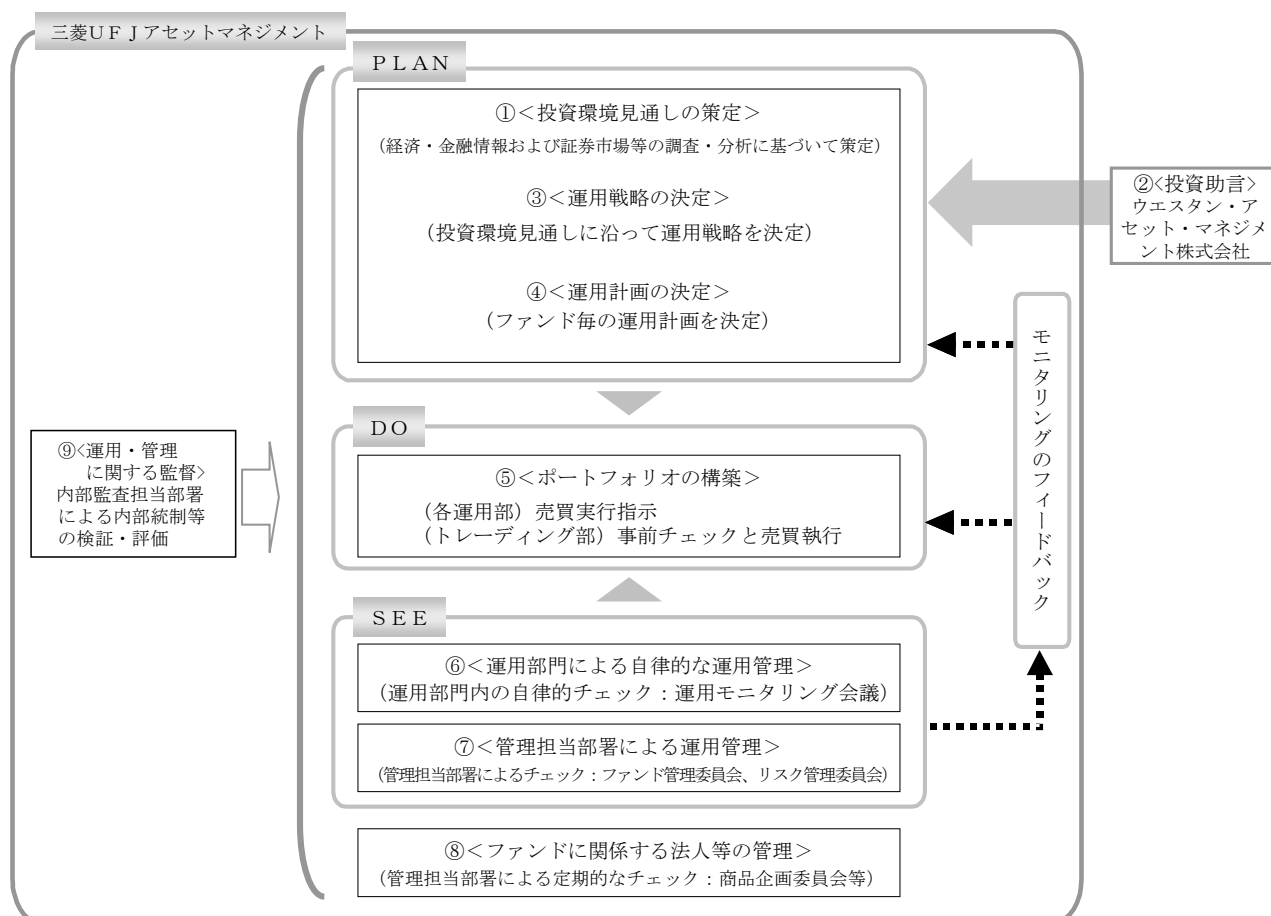 三菱ＵＦＪアセットマネジメント
ＰＬＡＮ
①＜投資環境見通しの策定＞
(経済・金融情報および証券市場等の調査・分析に基づいて策定)
③＜運用戦略の決定＞
(投資環境見通しに沿って運用戦略を決定)
④＜運用計画の決定＞
(ファンド毎の運用計画を決定)
②<投資助言>
ウエスタン・ア
セット・マネジメ
ント株式会社
モニタリングのフィードバック
ＤＯ
⑤＜ポートフォリオの構築＞
(各運用部) 売買実行指示
(トレーディング部) 事前チェックと売買執行
⑨<運用・管理
に関する監督>
内部監査担当部署
による内部統制等
の検証・評価
ＳＥＥ
⑥＜運用部門による自律的な運用管理＞
(運用部門内の自律的チェック：運用モニタリング会議)
⑦＜管理担当部署による運用管理＞
(管理担当部署によるチェック：ファンド管理委員会、リスク管理委員会)
⑧＜ファンドに関係する法人等の管理＞
(管理担当部署による定期的なチェック：商品企画委員会等)